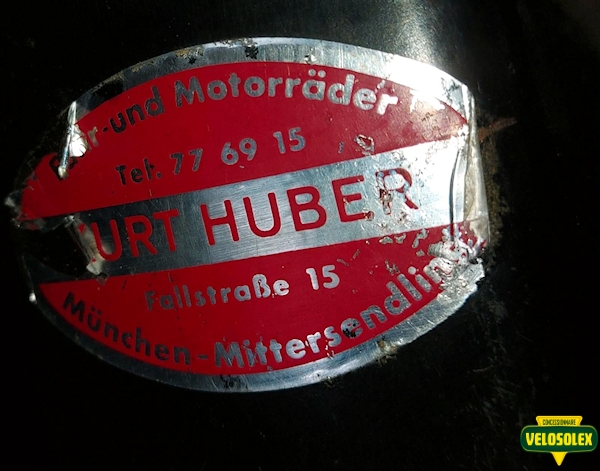 -und Motorräder
Tel. 77 69 15
URT HUBER
Fallstraße 15
München-Mittersendling
CONCESSIONNAIRE
VELOSOLEX